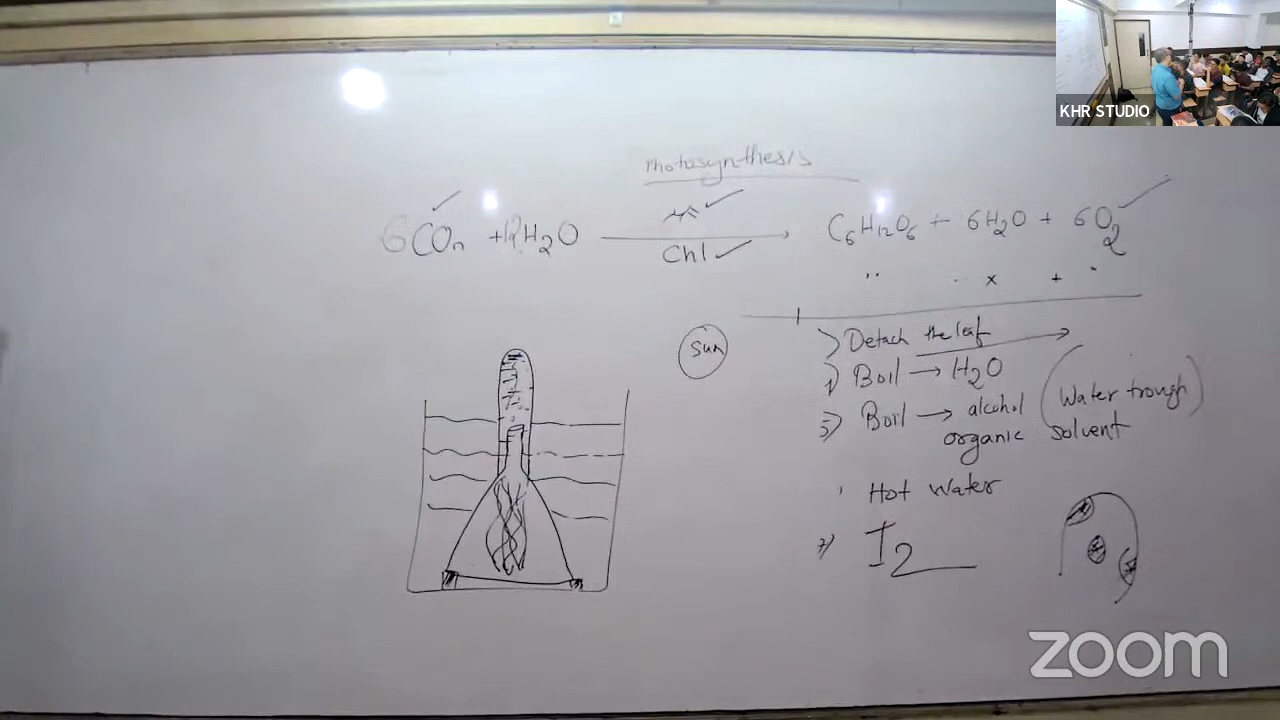 KHR STUDIO
Photosynthesis
6CO2 + 12H2O → C6H12O6 + 6H2O + 6O2
Chl
Sun
Detach the leaf
Boil → H2O
Boil → alcohol (Water trough)
organic solvent
Hot Water
I2
zoom